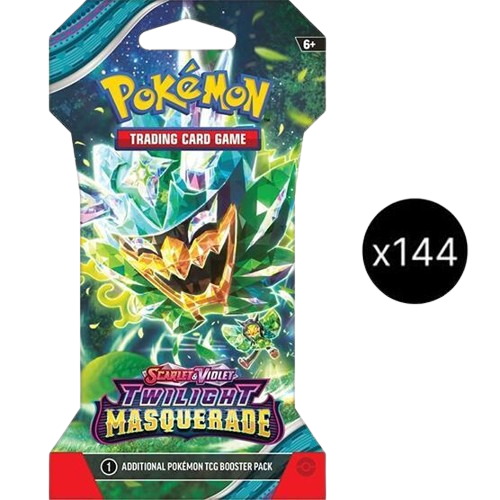 6+
POKéMON
TRADING CARD GAME
SCARLET & VIOLET
TWILIGHT
MASQUERADE
1 ADDITIONAL POKÉMON TCG BOOSTER PACK
x144